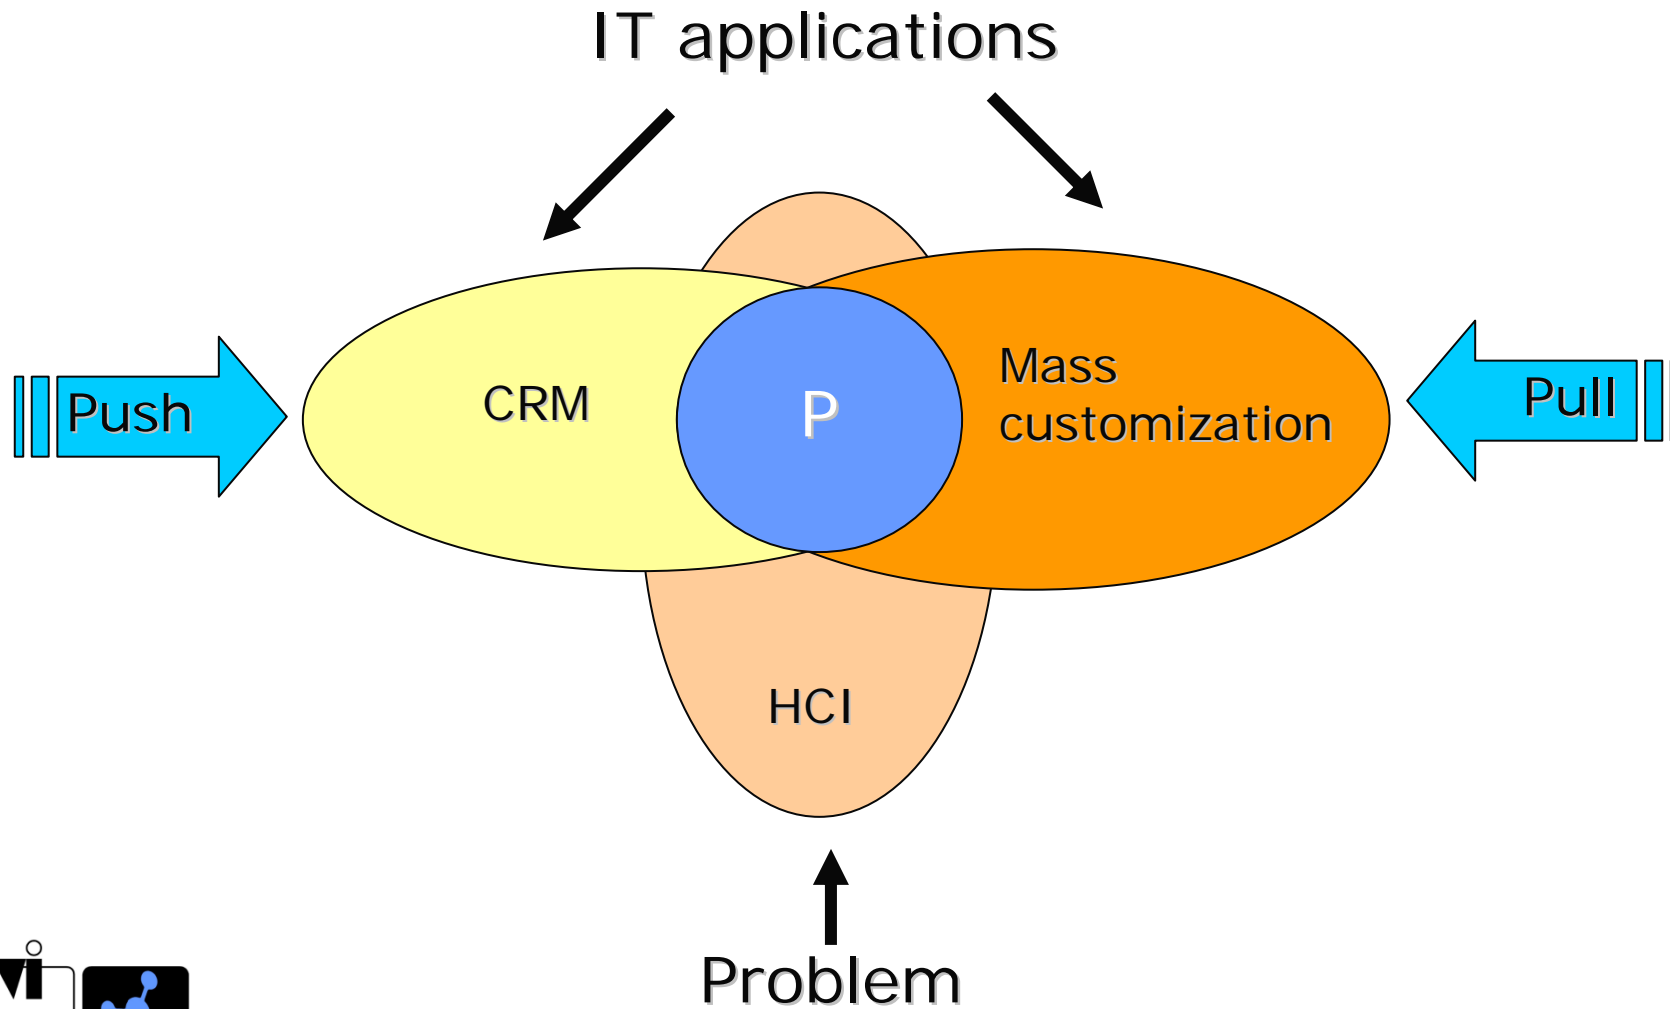 IT applications
Push
CRM
P
Mass
customization
Pull
HCI
Problem